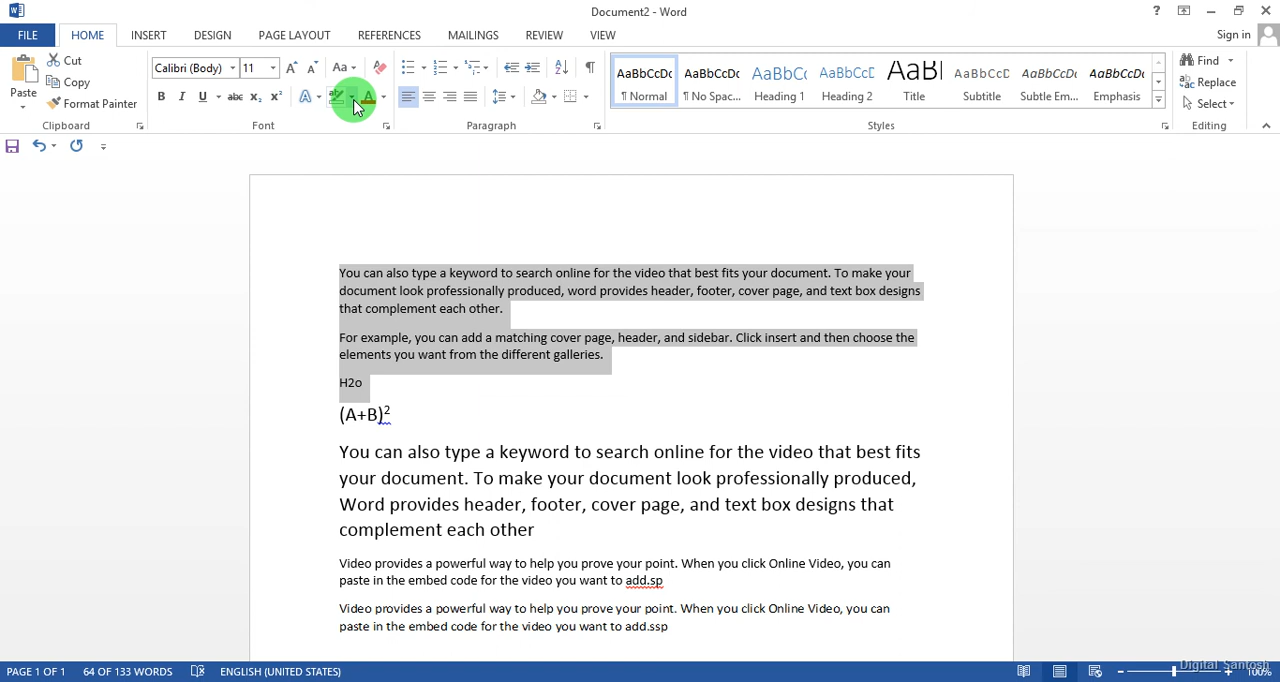 Document2 - Word
?
FILE HOME INSERT DESIGN PAGE LAYOUT REFERENCES MAILINGS REVIEW VIEW Sign in
Paste
Cut
Copy
Format Painter
Clipboard
Calibri (Body) 11 Aa
B I U abc X₂ X² A A
Font
Paragraph
AaBbCcDc AaBbCcDc AaBbCc AaBbCcD AaBl AaBbCcD AaBbCcDc AaBbCcDc
¶ Normal ¶ No Spac... Heading 1 Heading 2 Title Subtitle Subtle Em... Emphasis
Styles
Find
Replace
Select
Editing
You can also type a keyword to search online for the video that best fits your document. To make your
document look professionally produced, word provides header, footer, cover page, and text box designs
that complement each other.
For example, you can add a matching cover page, header, and sidebar. Click insert and then choose the
elements you want from the different galleries.
H2o
(A+B)²
You can also type a keyword to search online for the video that best fits
your document. To make your document look professionally produced,
Word provides header, footer, cover page, and text box designs that
complement each other
Video provides a powerful way to help you prove your point. When you click Online Video, you can
paste in the embed code for the video you want to add.sp
Video provides a powerful way to help you prove your point. When you click Online Video, you can
paste in the embed code for the video you want to add.ssp
PAGE 1 OF 1 64 OF 133 WORDS ENGLISH (UNITED STATES) 100%
Digital_Santosh